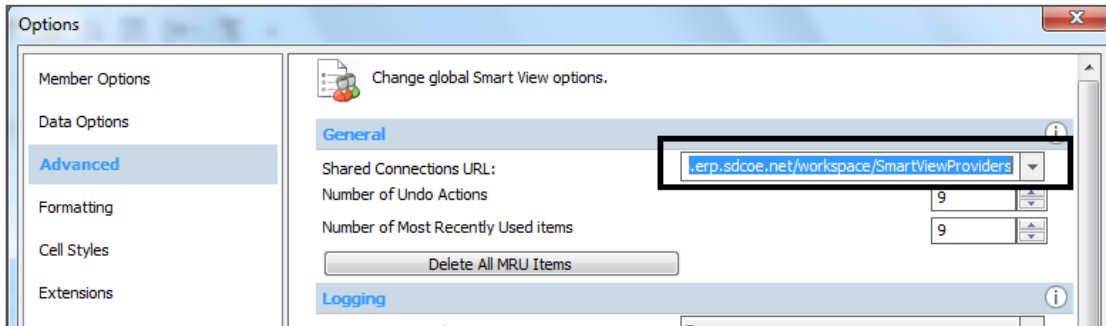 Options
Member Options
Data Options
Advanced
Formatting
Cell Styles
Extensions
Change global Smart View options.
General
Shared Connections URL:
.erp.sdcoe.net/workspace/SmartViewProviders
Number of Undo Actions
9
Number of Most Recently Used items
9
Delete All MRU Items
Logging